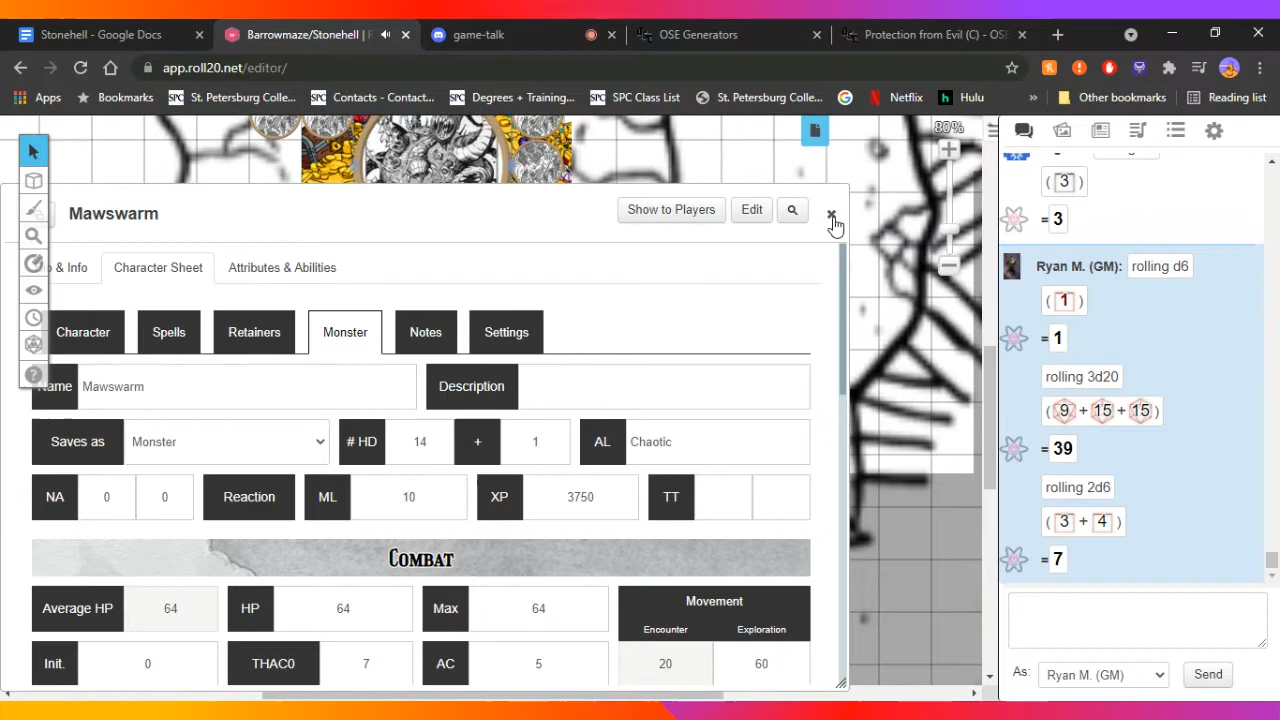 Stonehell - Google Docs
Barrowmaze/Stonehell | R
game-talk
OSE Generators
Protection from Evil (C) - OSE
app.roll20.net/editor/
Apps
Bookmarks
St. Petersburg Colle...
Contacts - Contact...
Degrees + Training...
SPC Class List
St. Petersburg Colle...
Netflix
Hulu
Other bookmarks
Reading list
80%
Mawswarm
Show to Players
Edit
& Info
Character Sheet
Attributes & Abilities
Character
Spells
Retainers
Monster
Notes
Settings
Name
Mawswarm
Description
Saves as
Monster
# HD
14
+
1
AL
Chaotic
NA
0
0
Reaction
ML
10
XP
3750
TT
COMBAT
Average HP
64
HP
64
Max
64
Movement
Encounter
Exploration
Init.
0
THAC0
7
AC
5
20
60
(3)
= 3
Ryan M. (GM): rolling d6
(1)
= 1
rolling 3d20
(9 + 15 + 15)
= 39
rolling 2d6
(3 + 4)
= 7
As:
Ryan M. (GM)
Send